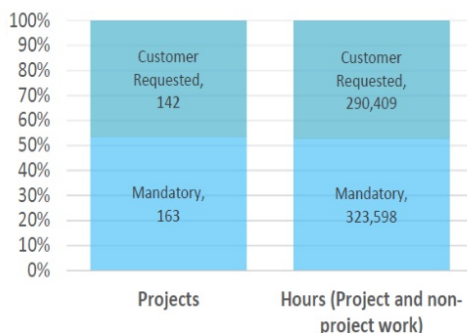 100%
90%
80%
70%
60%
50%
40%
30%
20%
10%
0%
Customer
Requested,
142
Mandatory,
163
Customer
Requested,
290,409
Mandatory,
323,598
Projects
Hours (Project and non-
project work)